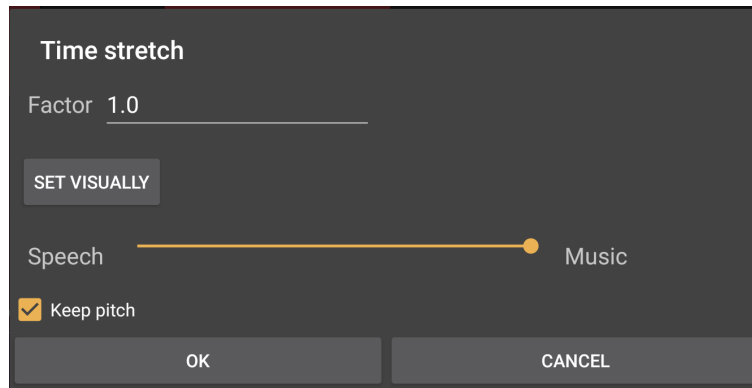 Time stretch
Factor 1.0
SET VISUALLY
Speech Music
Keep pitch
OK CANCEL